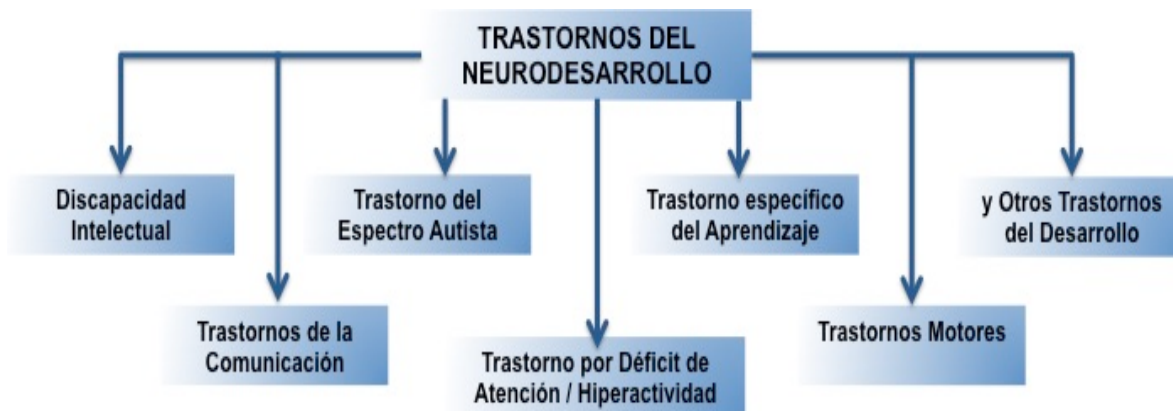 TRASTORNOS DEL
NEURODESARROLLO
Discapacidad
Intelectual
Trastorno del
Espectro Autista
Trastorno específico
del Aprendizaje
y Otros Trastornos
del Desarrollo
Trastornos de la
Comunicación
Trastorno por Déficit de
Atención / Hiperactividad
Trastornos Motores